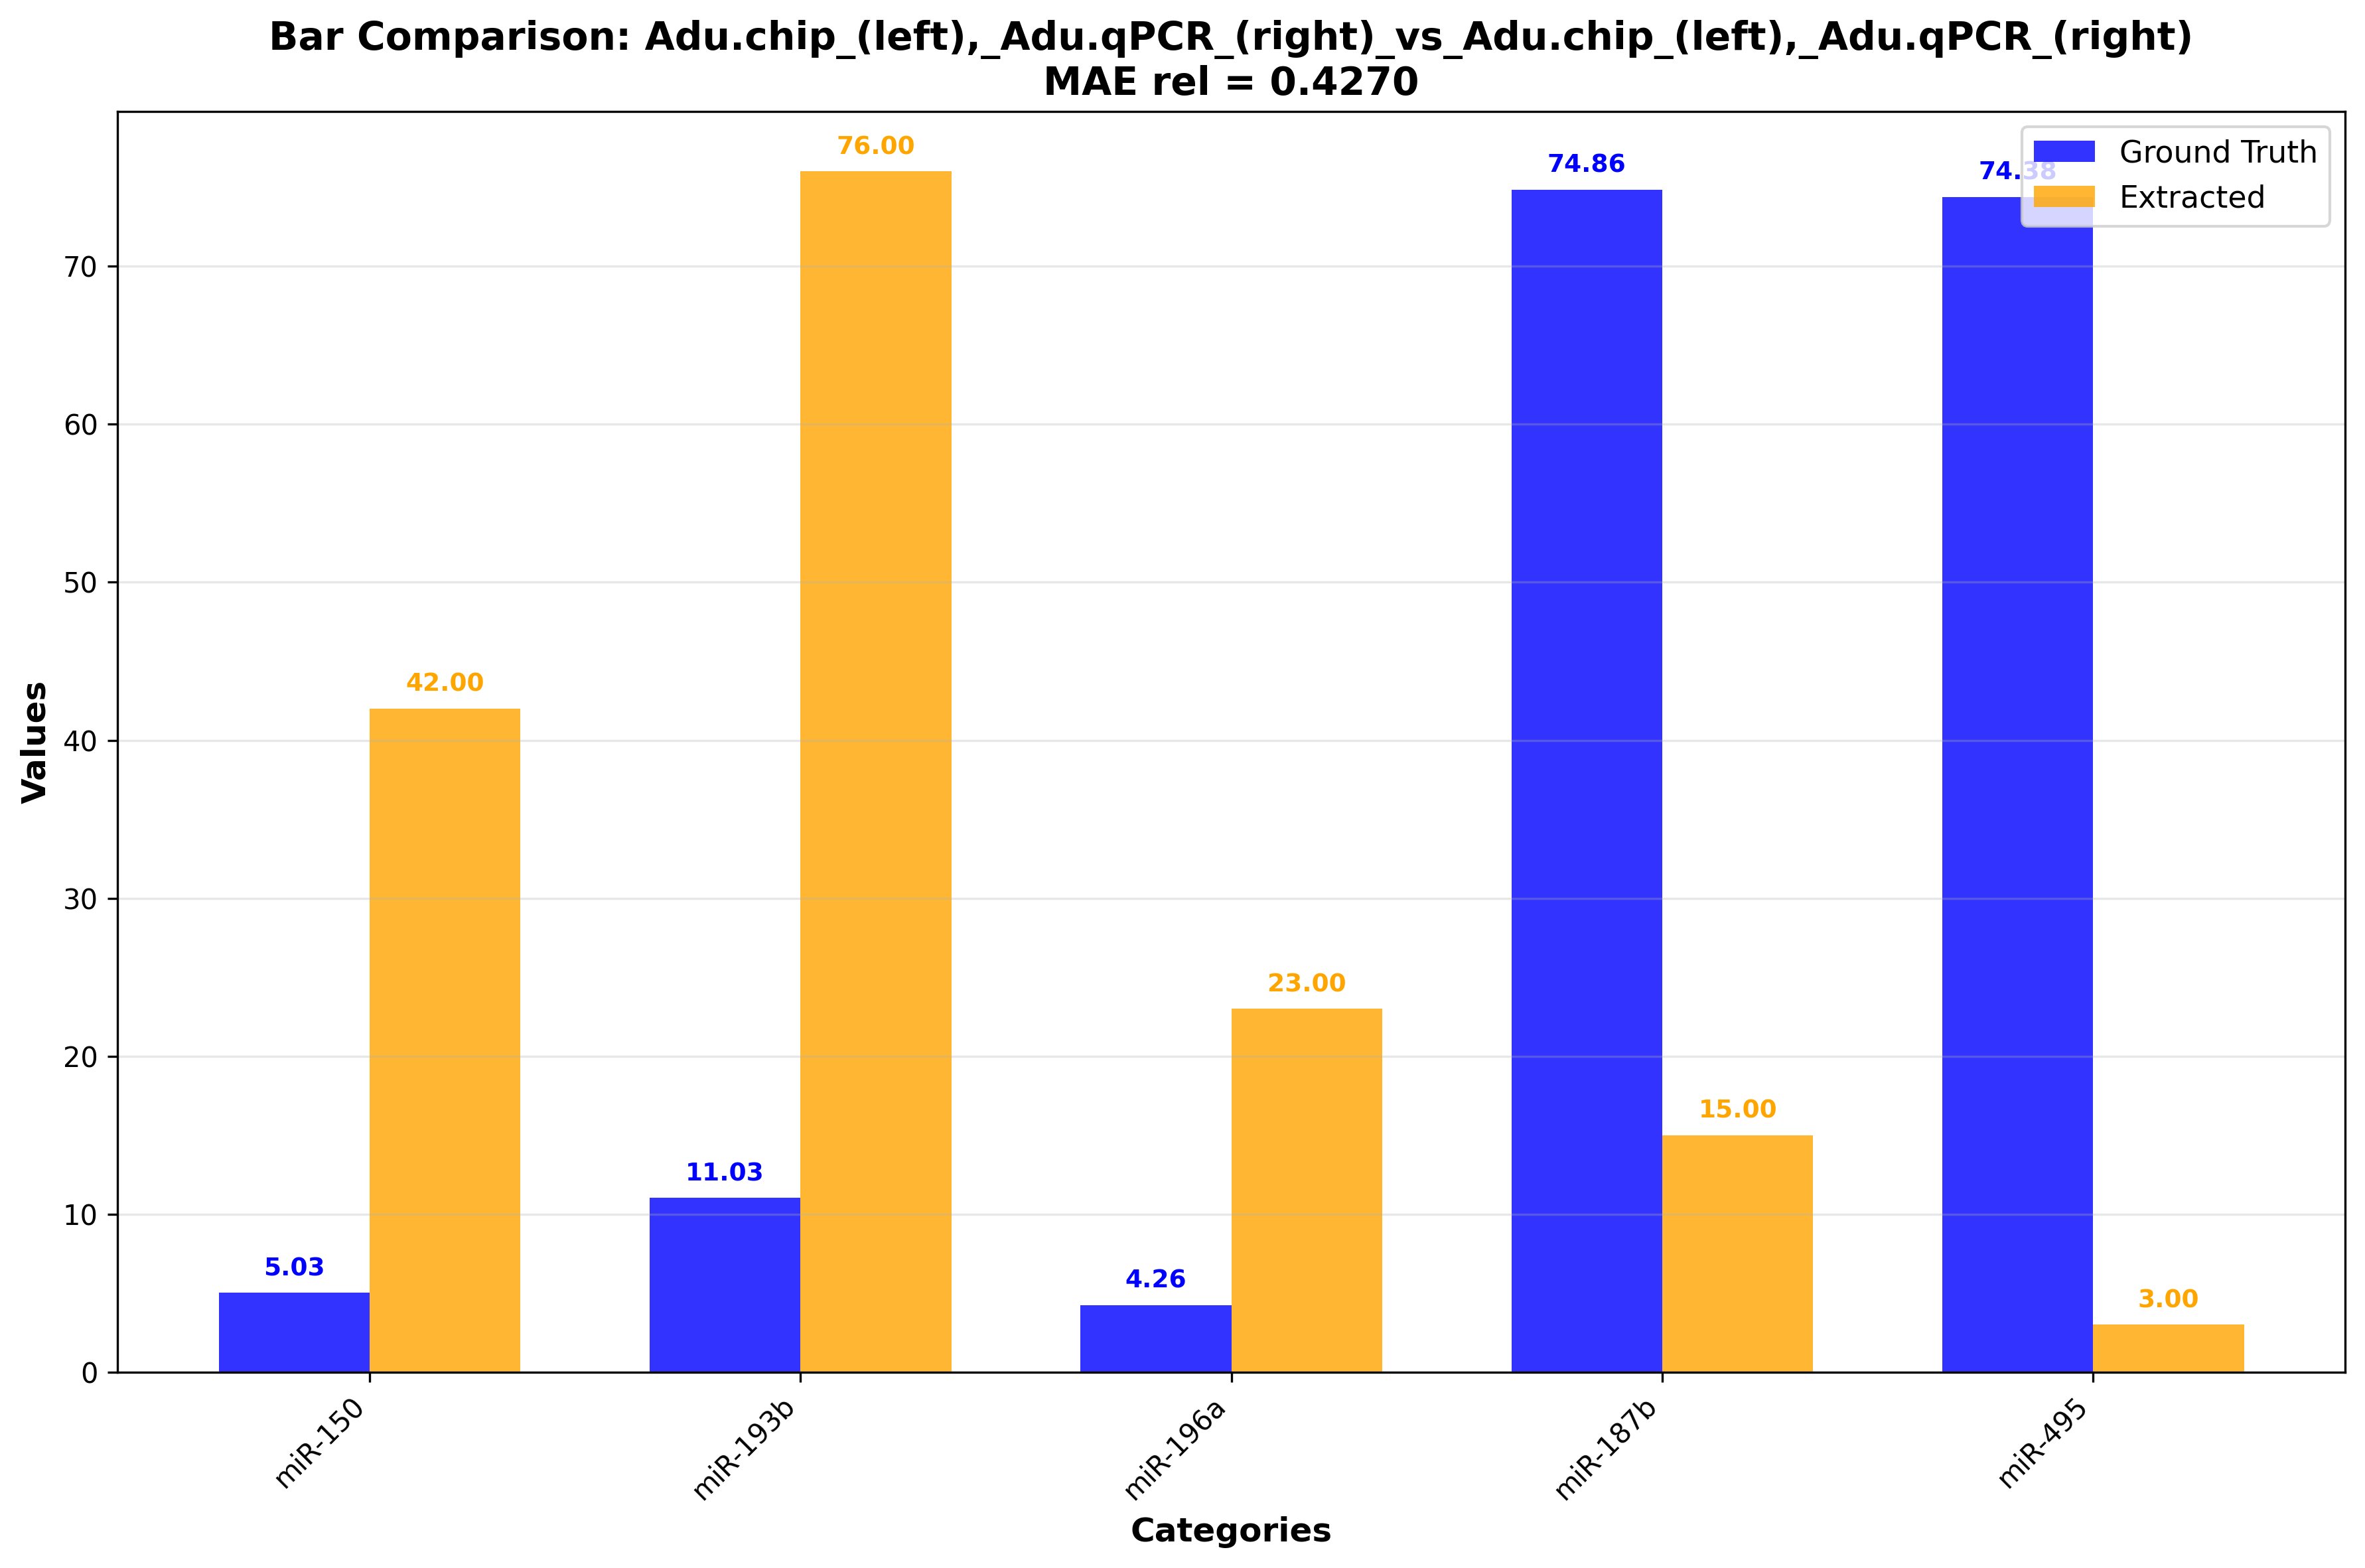 Bar Comparison: Adu.chip_(left),_Adu.qPCR_(right)_vs_Adu.chip_(left),_Adu.qPCR_(right)
MAE rel = 0.4270
Ground Truth
Extracted
76.00
74.86
74.38
42.00
23.00
15.00
11.03
5.03
4.26
3.00
Values
70
60
50
40
30
20
10
0
miR-150
miR-193b
miR-196a
miR-187b
miR-495
Categories